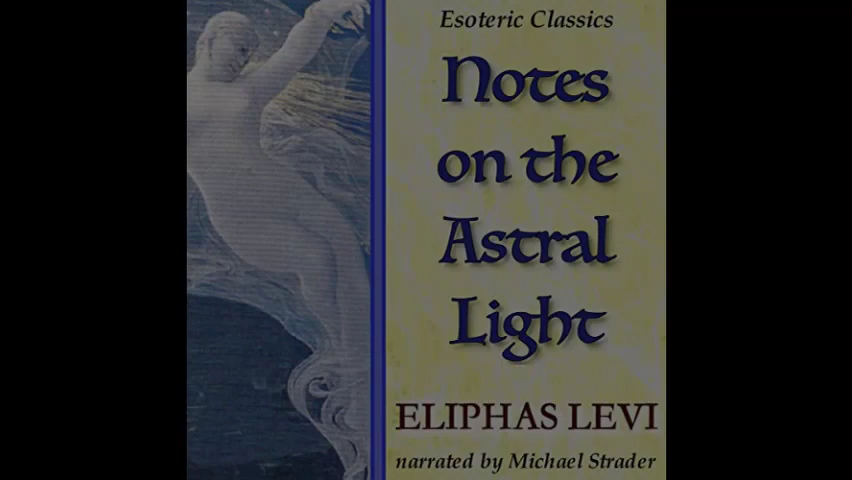 Esoteric Classics
Notes
on the
Astral
Light
ELIPHAS LEVI
narrated by Michael Strader